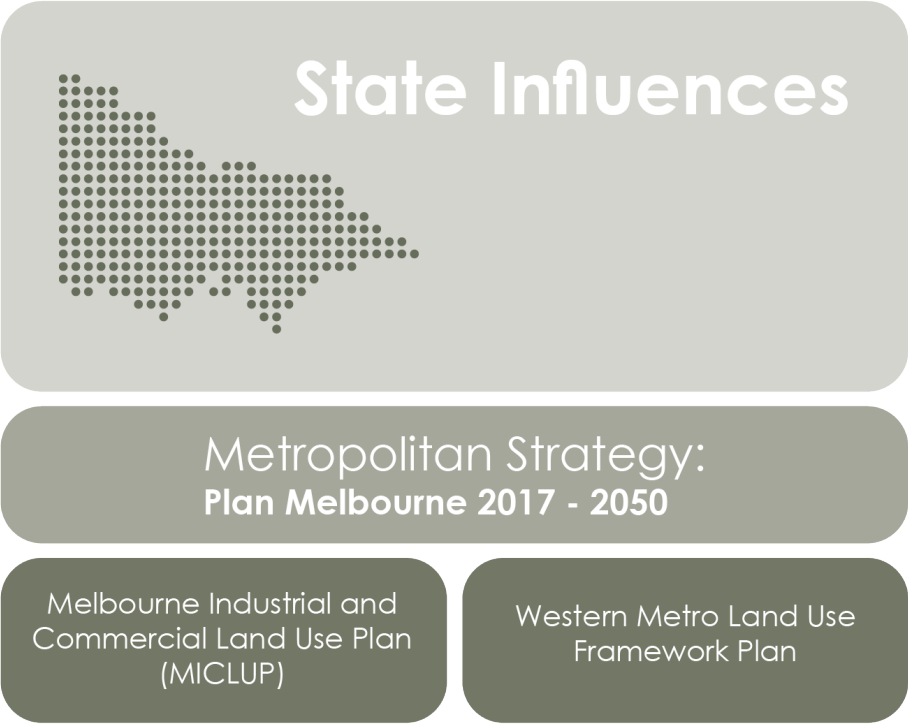 State Influences
Metropolitan Strategy:
Plan Melbourne 2017 - 2050
Melbourne Industrial and
Commercial Land Use Plan
(MICLUP)
Western Metro Land Use
Framework Plan